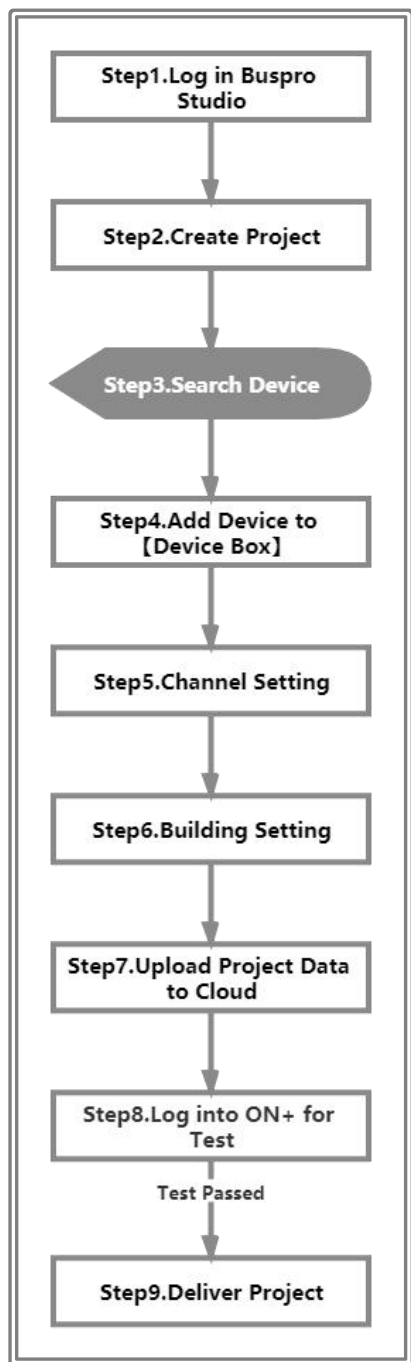 Step1.Log in Buspro
Studio
Step2.Create Project
Step3.Search Device
Step4.Add Device to
【Device Box】
Step5.Channel Setting
Step6.Building Setting
Step7.Upload Project Data
to Cloud
Step8.Log into ON+ for
Test
Test Passed
Step9.Deliver Project